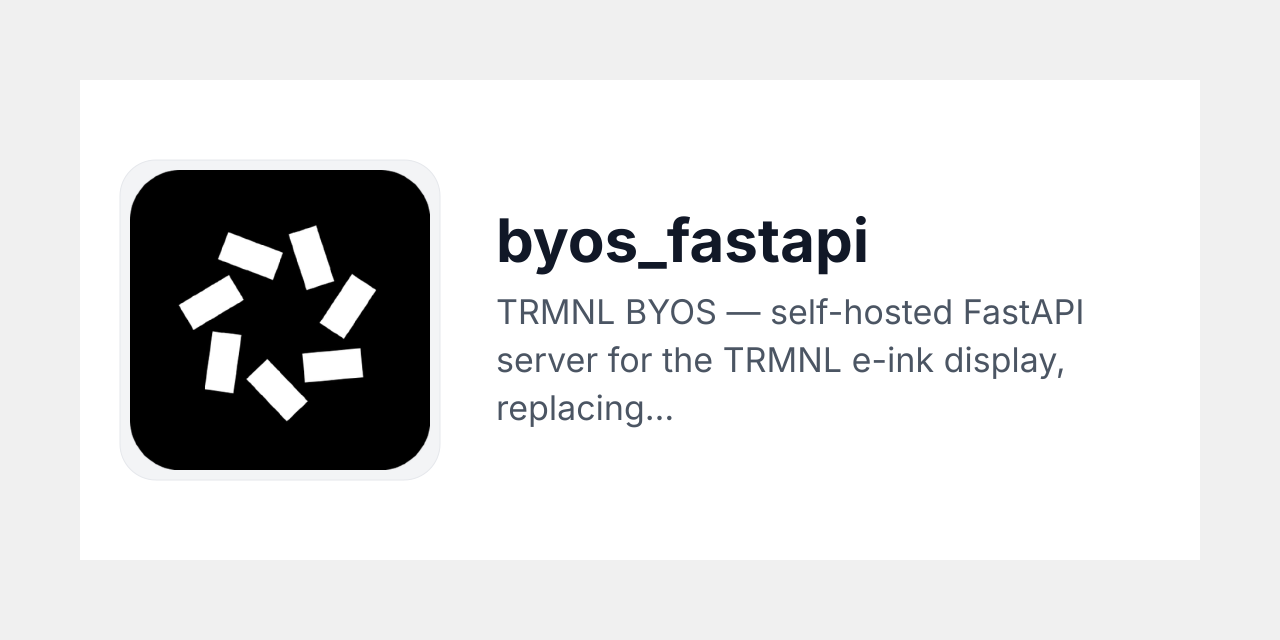 byos_fastapi
TRMNL BYOS — self-hosted FastAPI
server for the TRMNL e-ink display,
replacing...